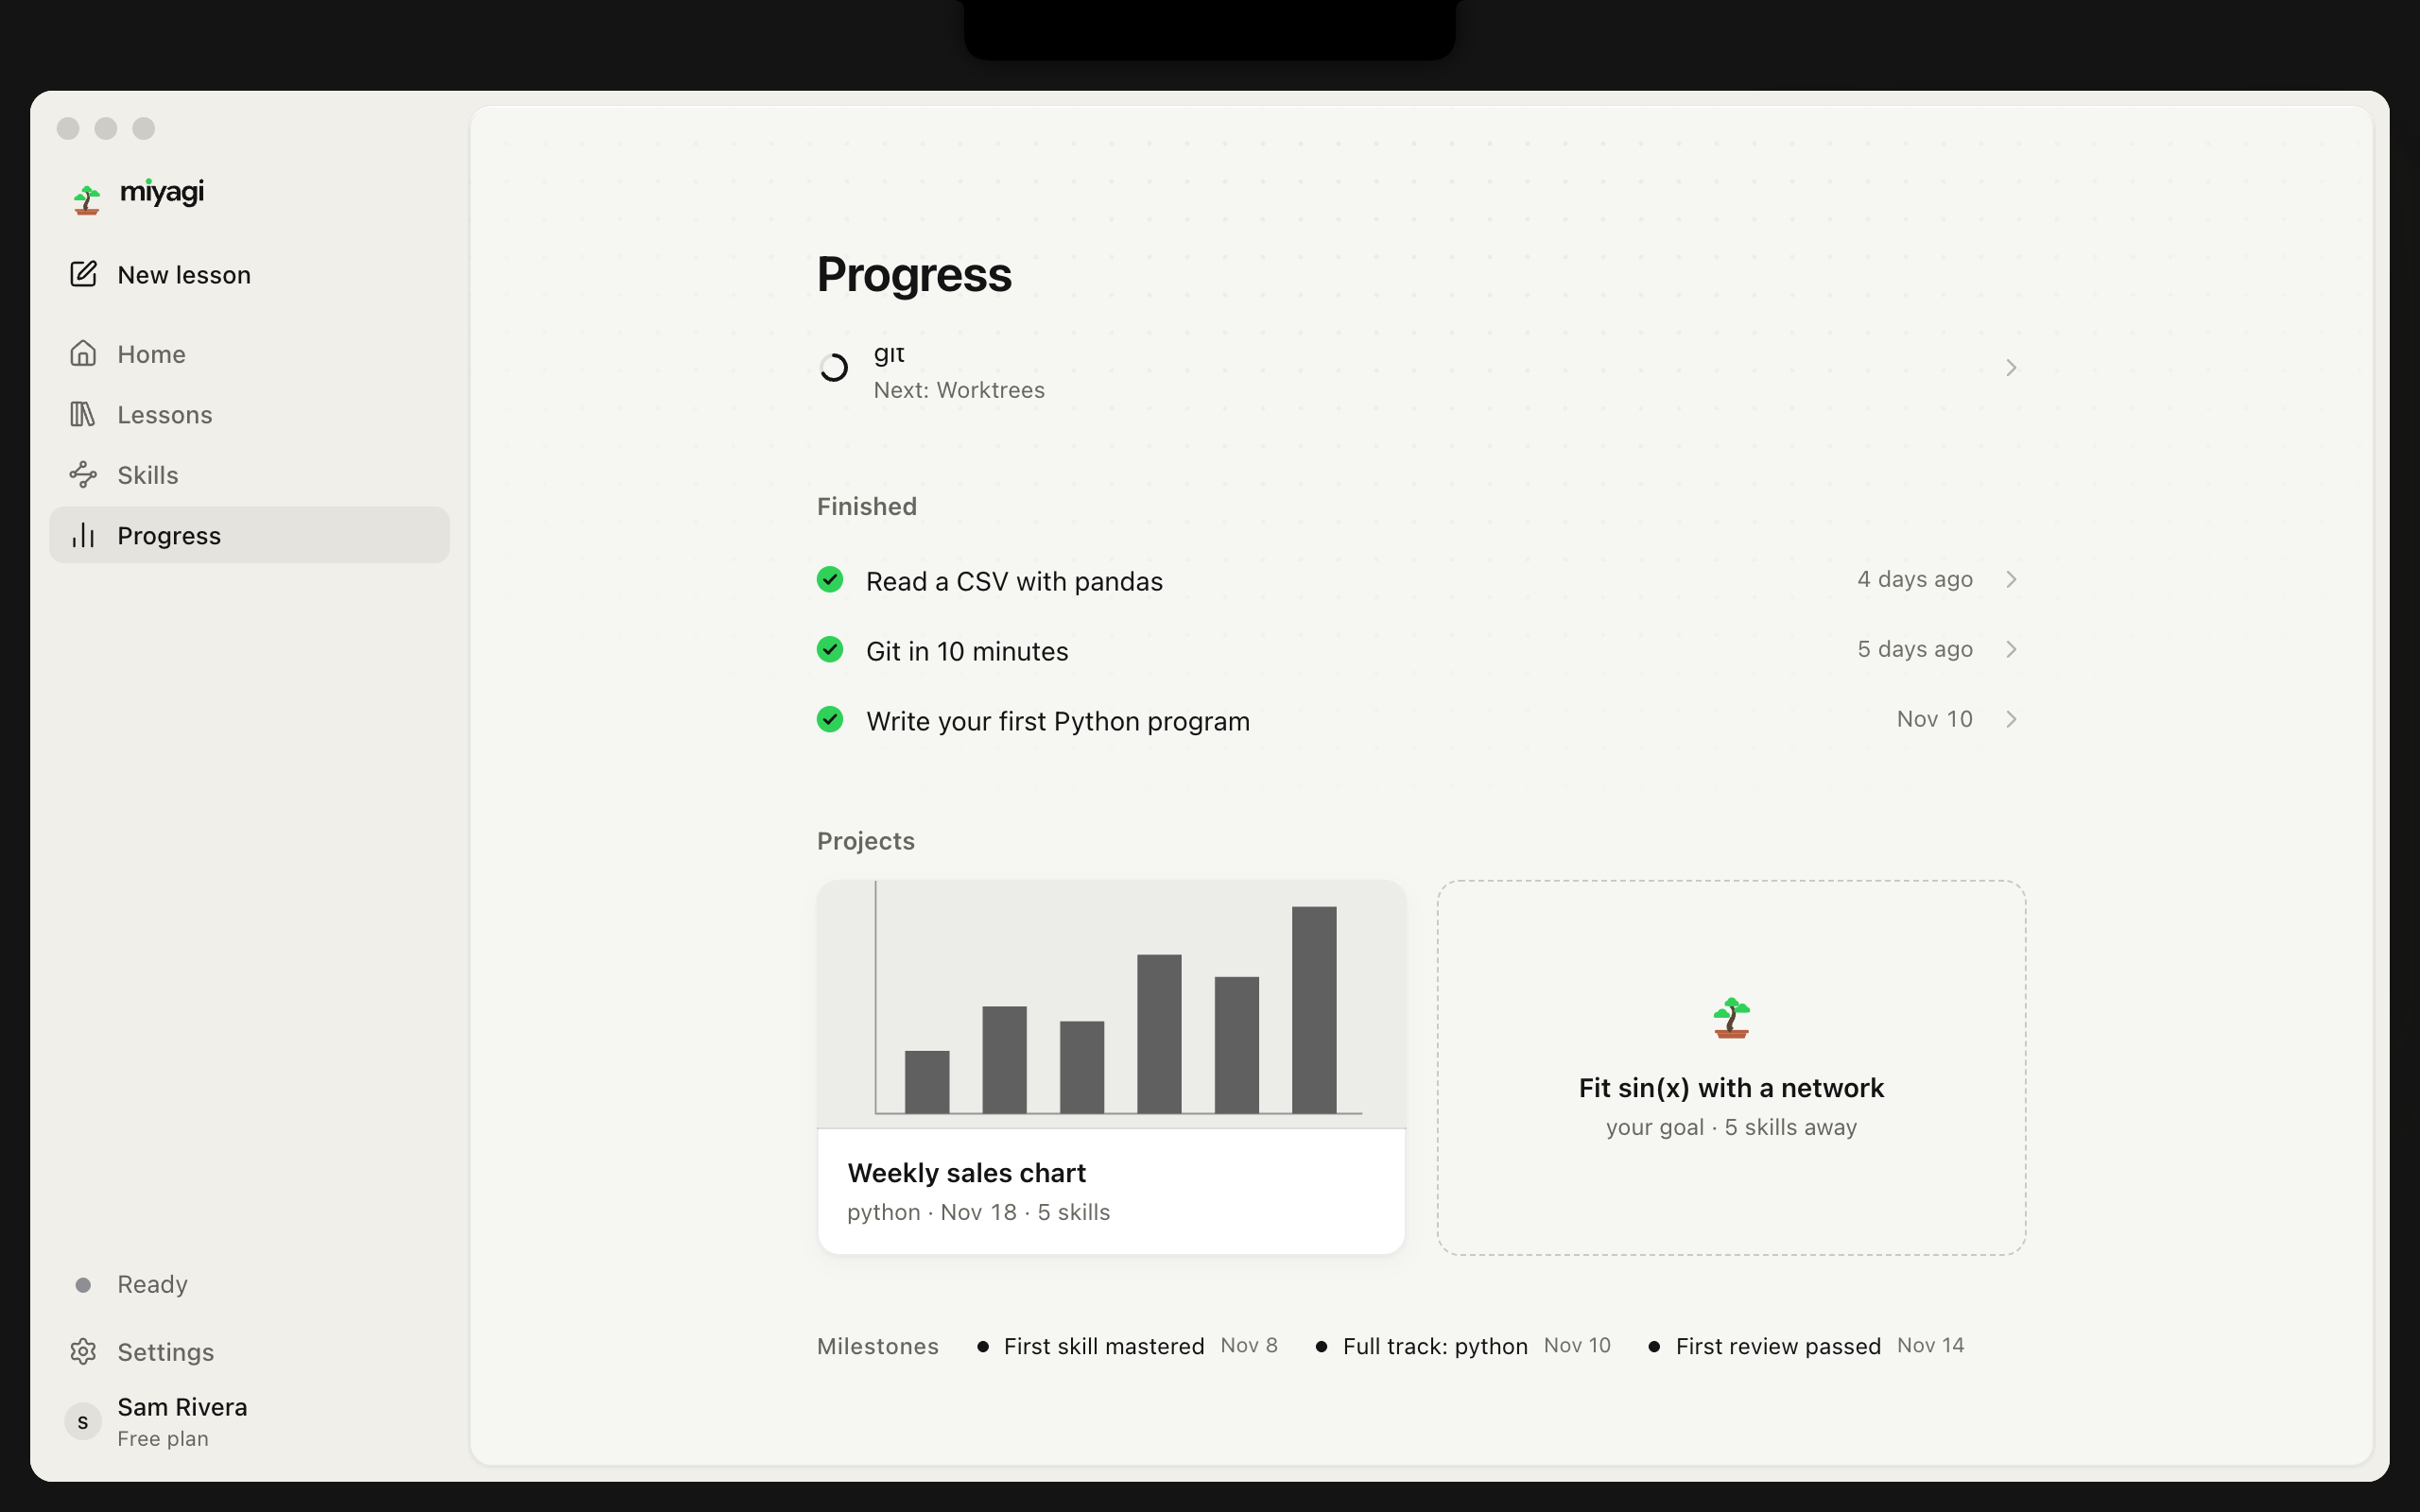 miyagi
New lesson
Home
Lessons
Skills
Progress
Ready
Settings
S
Sam Rivera
Free plan
Progress
git
Next: Worktrees
Finished
Read a CSV with pandas 4 days ago
Git in 10 minutes 5 days ago
Write your first Python program Nov 10
Projects
Weekly sales chart
python · Nov 18 · 5 skills
Fit sin(x) with a network
your goal · 5 skills away
Milestones First skill mastered Nov 8 Full track: python Nov 10 First review passed Nov 14